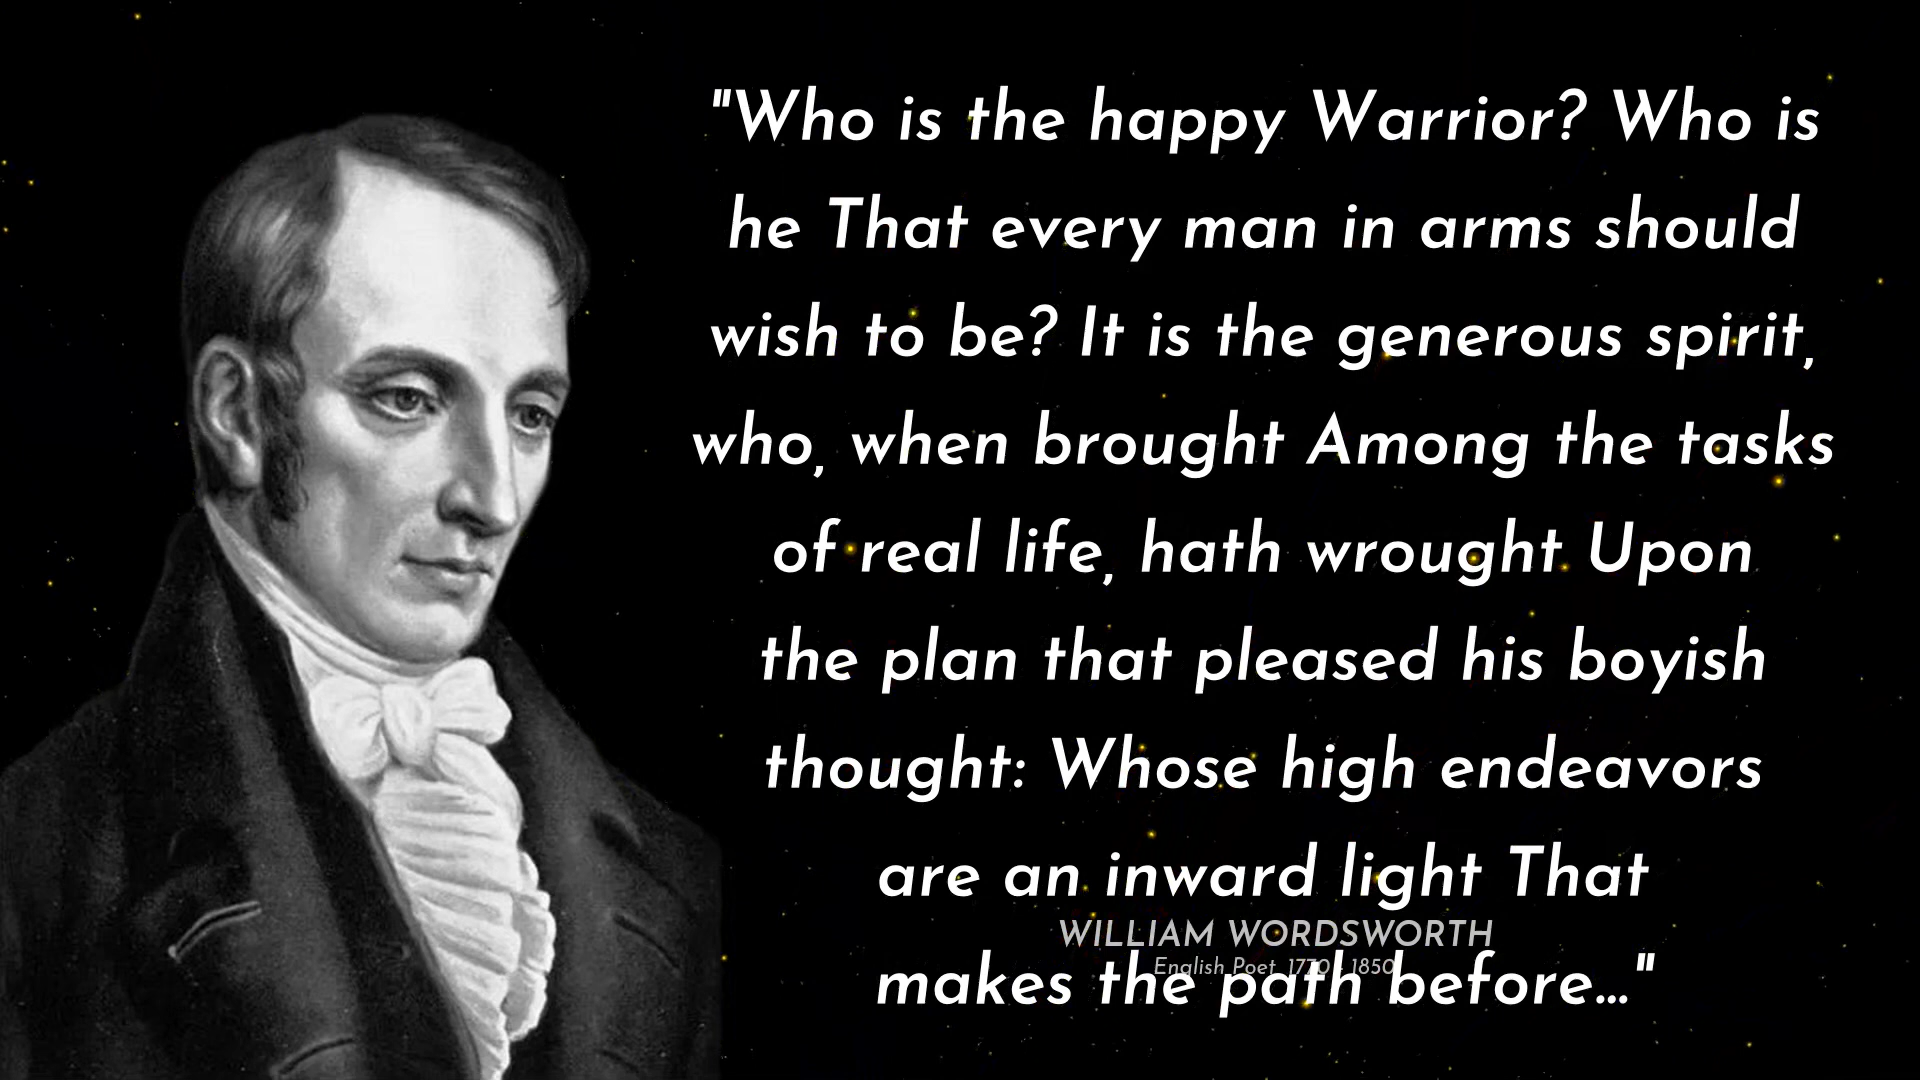 "Who is the happy Warrior? Who is
he That every man in arms should
wish to be? It is the generous spirit,
who, when brought Among the tasks
of real life, hath wrought Upon
the plan that pleased his boyish
thought: Whose high endeavors
are an inward light That
WILLIAM WORDSWORTH
English Poet 1770 - 1850
makes the path before..."